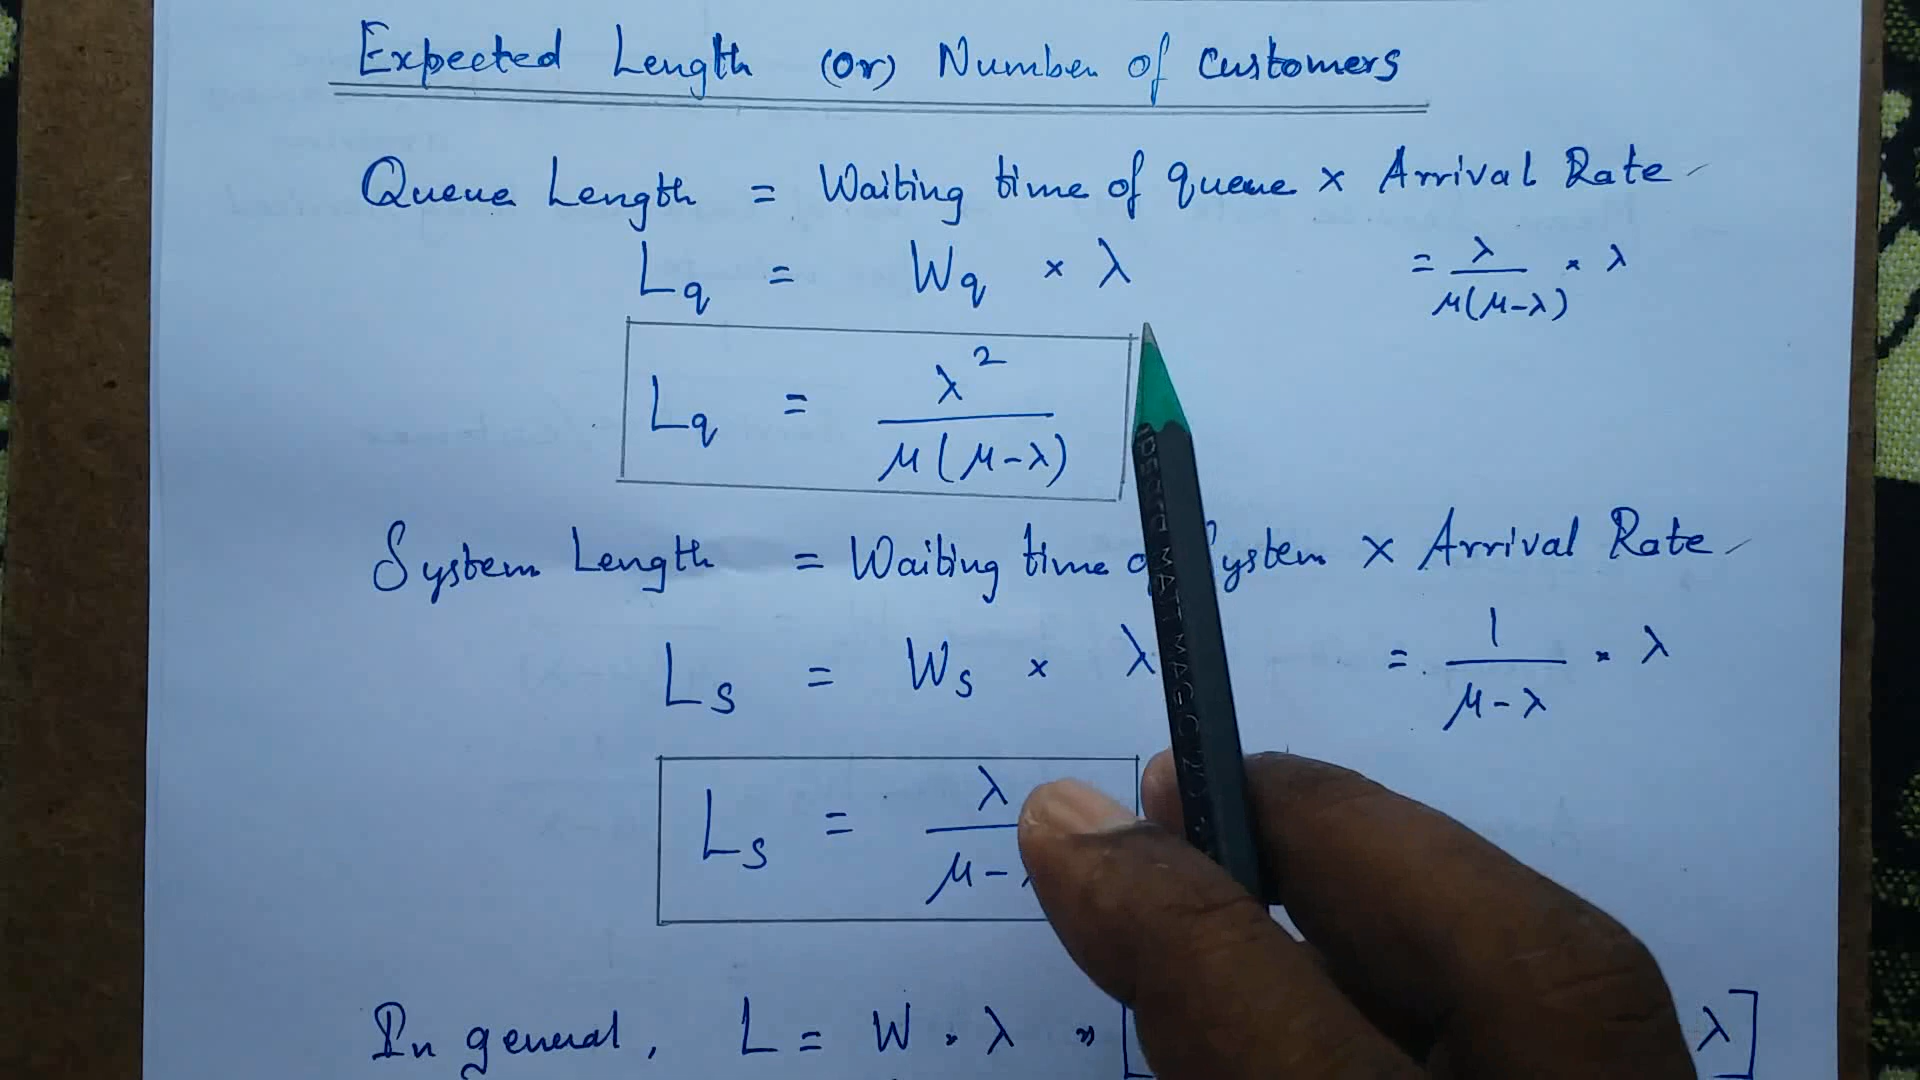 Expected Length (or) Number of Customers
Queue Length = Waiting time of queue × Arrival Rate
Lq = Wq × λ = λ/μ(μ-λ) × λ
Lq = λ²/μ(μ-λ)
System Length = Waiting time System × Arrival Rate
Ls = Ws × λ = 1/μ-λ × λ
Ls = λ/μ-
In general, L = W × λ [ λ]